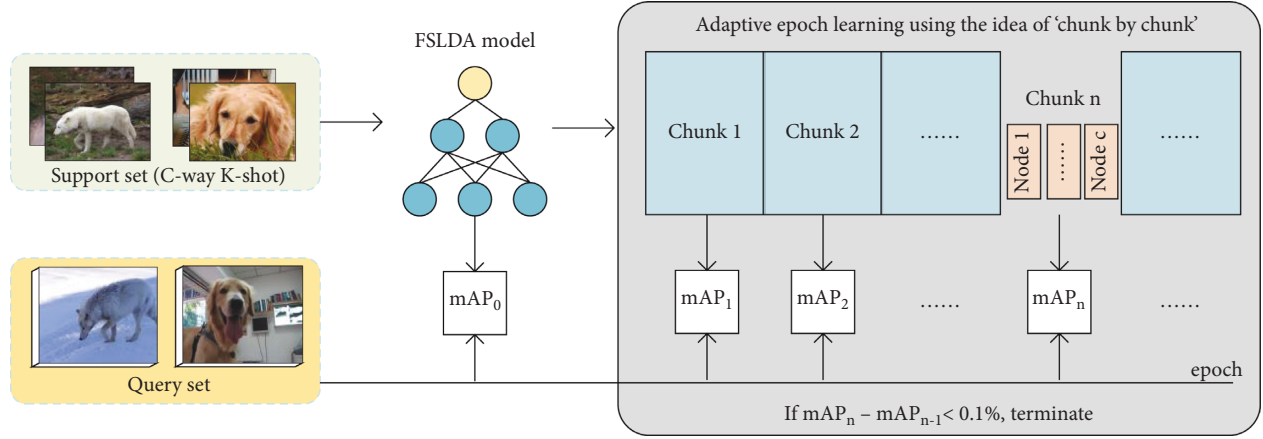 Adaptive epoch learning using the idea of ‘chunk by chunk’
FSLDA model
Support set (C-way K-shot)
Chunk 1
Chunk 2
……
Chunk n
Node 1
……
Node c
……
mAP₀
mAP₁
mAP₂
……
mAPₙ
……
Query set
epoch
If mAPₙ – mAPₙ₋₁< 0.1%, terminate